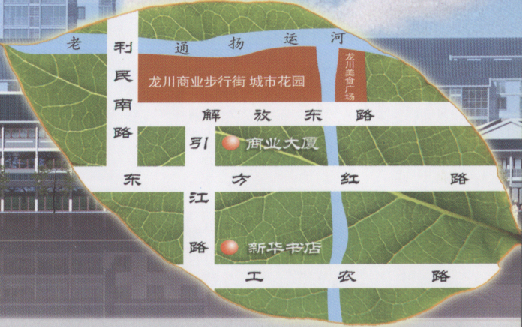 老通扬运河
利民南路
龙川商业步行街 城市花园
龙川美食广场
解放东路
引江路
商业大厦
东方红路
新华书店
工农路